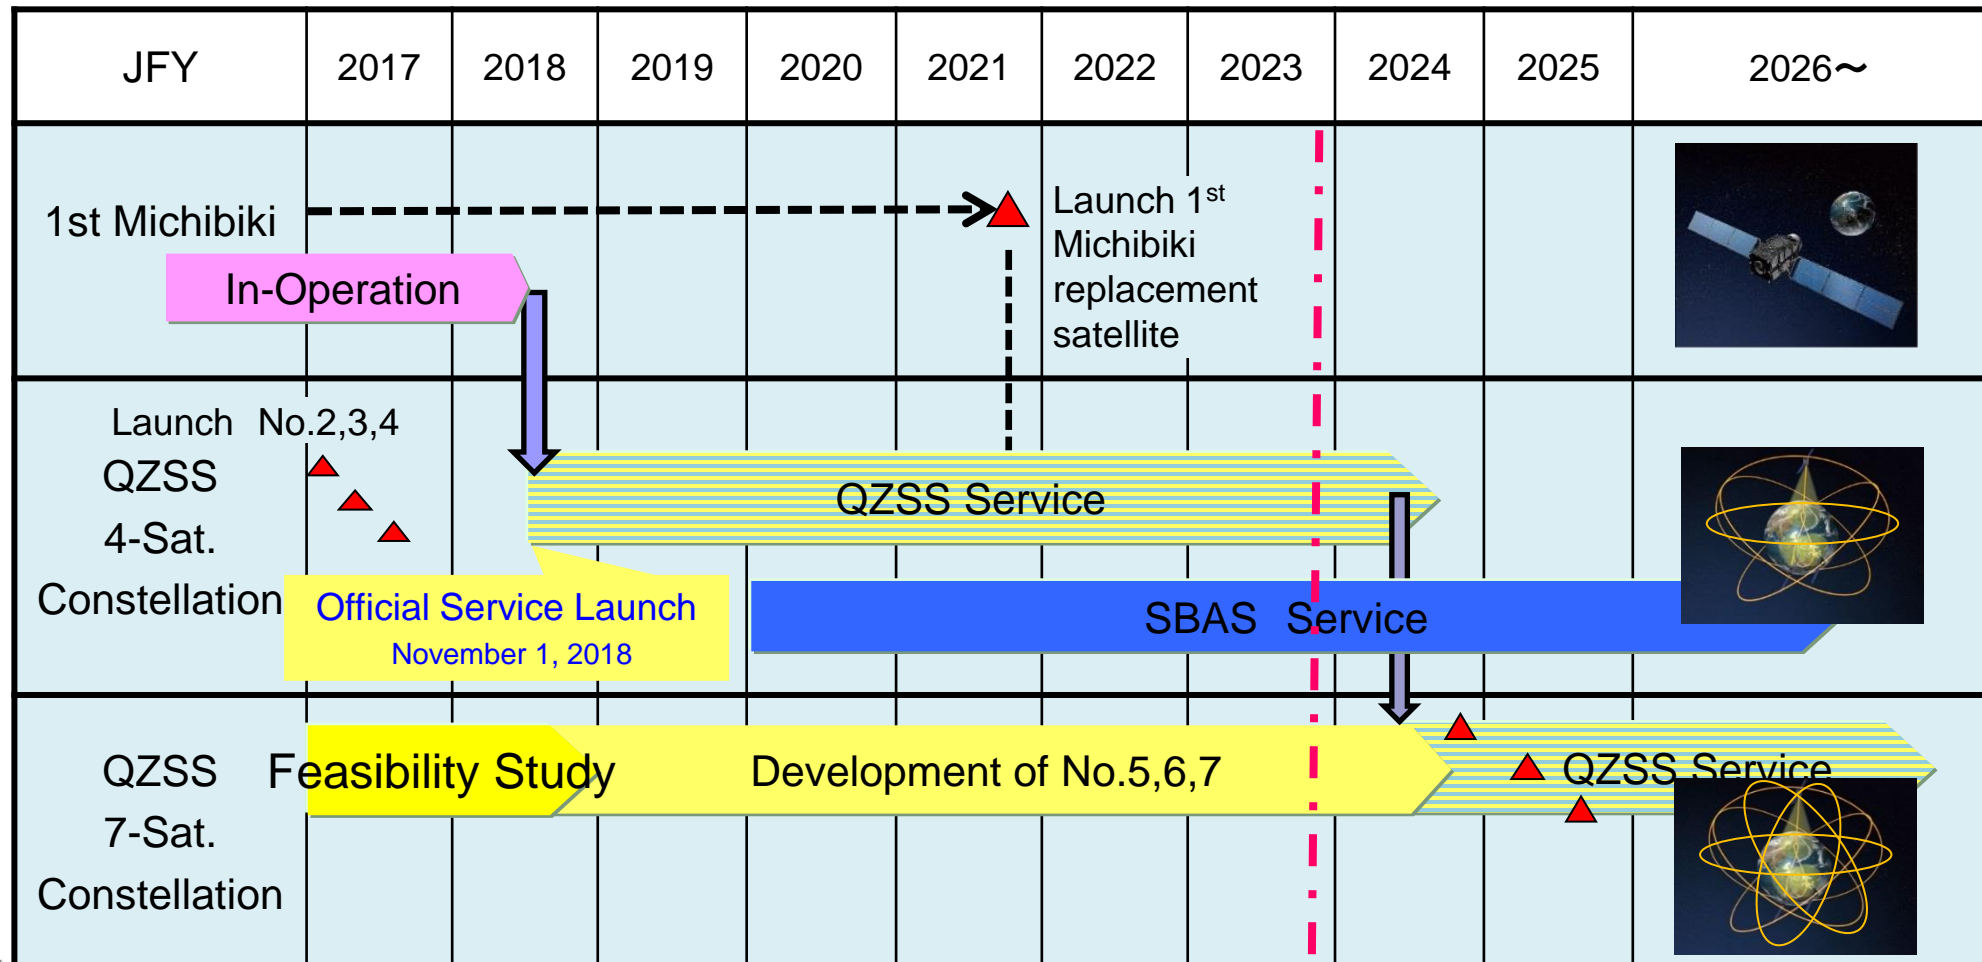 JFY 2017 2018 2019 2020 2021 2022 2023 2024 2025 2026～
1st Michibiki
In-Operation
Launch 1st
Michibiki
replacement
satellite
Launch No.2,3,4
QZSS
4-Sat.
Constellation
QZSS Service
Official Service Launch
November 1, 2018
SBAS Service
QZSS
7-Sat.
Constellation
Feasibility Study
Development of No.5,6,7
QZSS Service